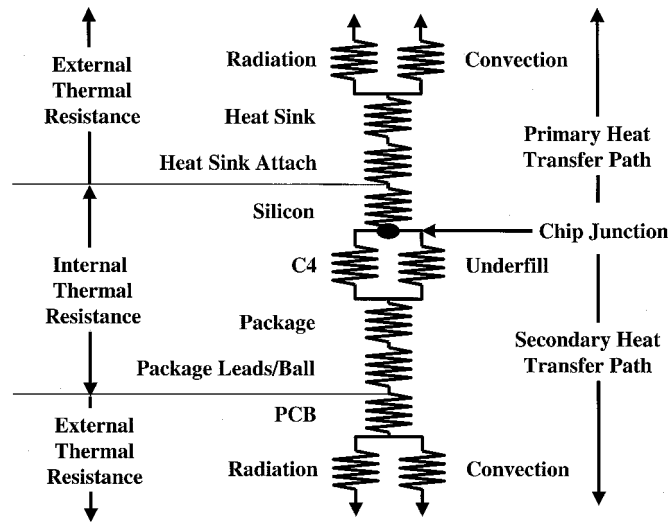 Radiation
Convection
External
Thermal
Resistance
Heat Sink
Primary Heat
Transfer Path
Heat Sink Attach
Silicon
Chip Junction
Internal
Thermal
Resistance
C4
Underfill
Package
Secondary Heat
Transfer Path
Package Leads/Ball
PCB
External
Thermal
Resistance
Radiation
Convection